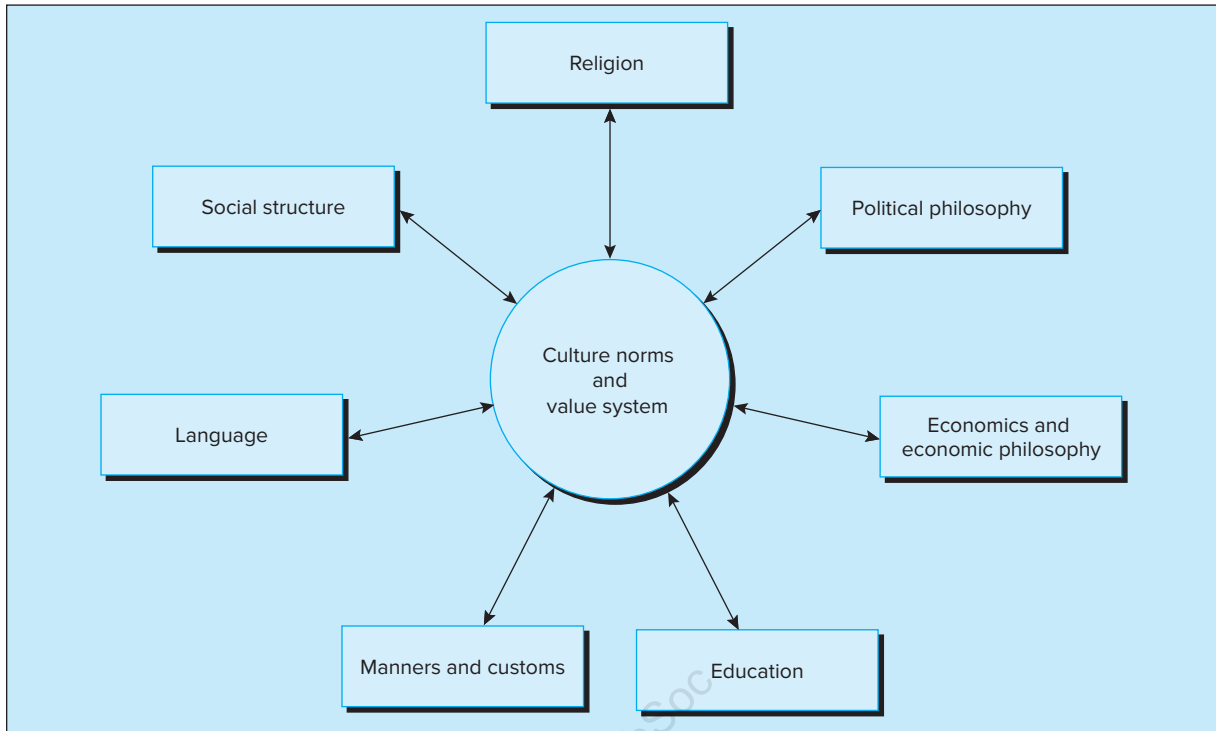 Religion
Social structure
Political philosophy
Culture norms
and
value system
Language
Economics and
economic philosophy
Manners and customs
Education